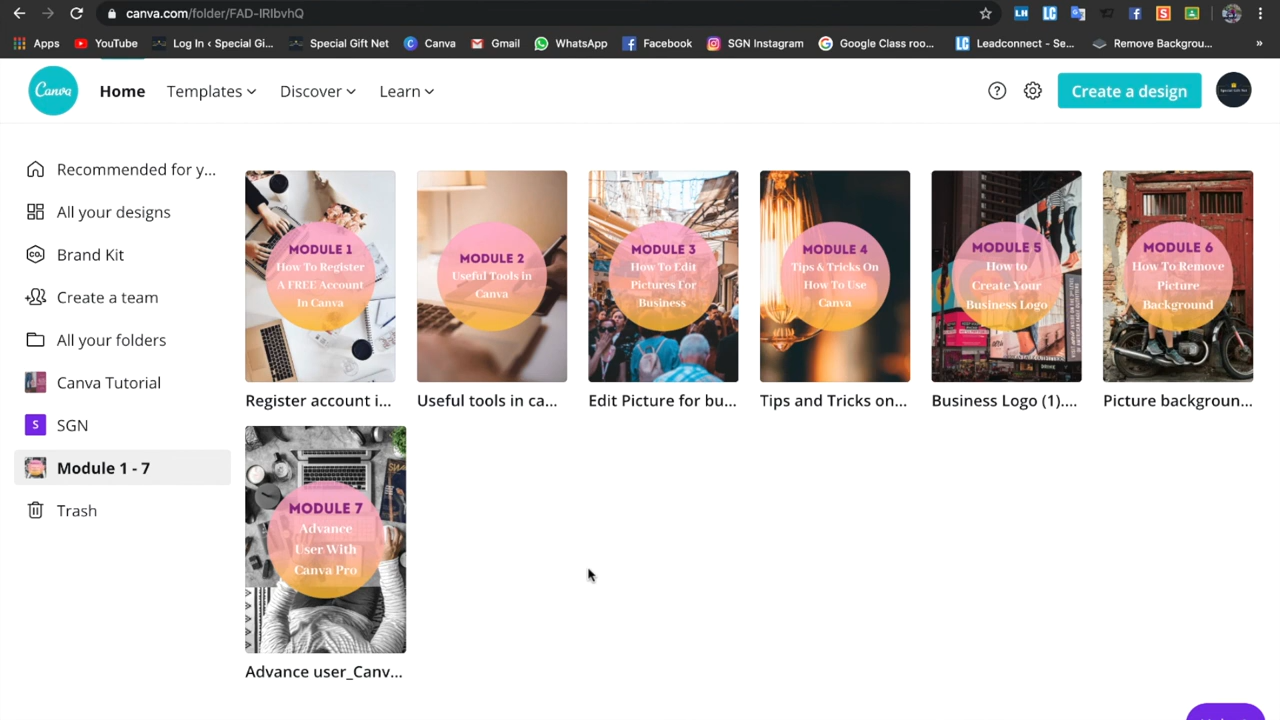 canva.com/folder/FAD-IRIbvhQ
Apps YouTube Log In ‹ Special Gi... Special Gift Net Canva Gmail WhatsApp Facebook SGN Instagram Google Class roo... Leadconnect - Se... Remove Backgrou... »
Canva Home Templates Discover Learn Create a design
Recommended for y...
All your designs
Brand Kit
Create a team
All your folders
Canva Tutorial
S SGN
Module 1 - 7
Trash
MODULE 1
How To Register
A FREE Account
In Canva
Register account i...
MODULE 2
Useful Tools in
Canva
Useful tools in ca...
MODULE 3
How To Edit
Pictures For
Business
Edit Picture for bu...
MODULE 4
Tips & Tricks On
How To Use
Canva
Tips and Tricks on...
MODULE 5
How to
Create Your
Business Logo
Business Logo (1)....
MODULE 6
How To Remove
Picture
Background
Picture backgroun...
MODULE 7
Advance
User With
Canva Pro
Advance user_Canv...